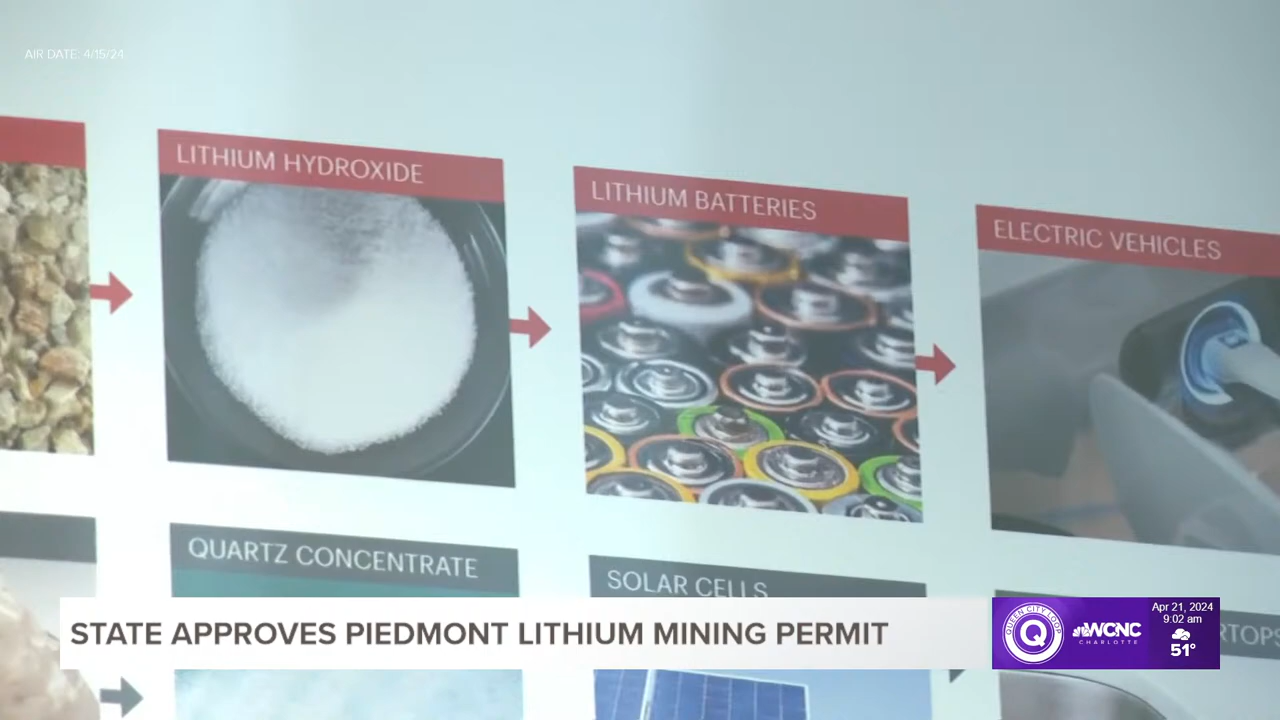 AIR DATE: 4/15/24
LITHIUM HYDROXIDE
LITHIUM BATTERIES
ELECTRIC VEHICLES
QUARTZ CONCENTRATE
SOLAR CELLS
STATE APPROVES PIEDMONT LITHIUM MINING PERMIT
QUEEN CITY LOOP
Q
WCNC
CHARLOTTE
Apr 21, 2024
9:02 am
51°